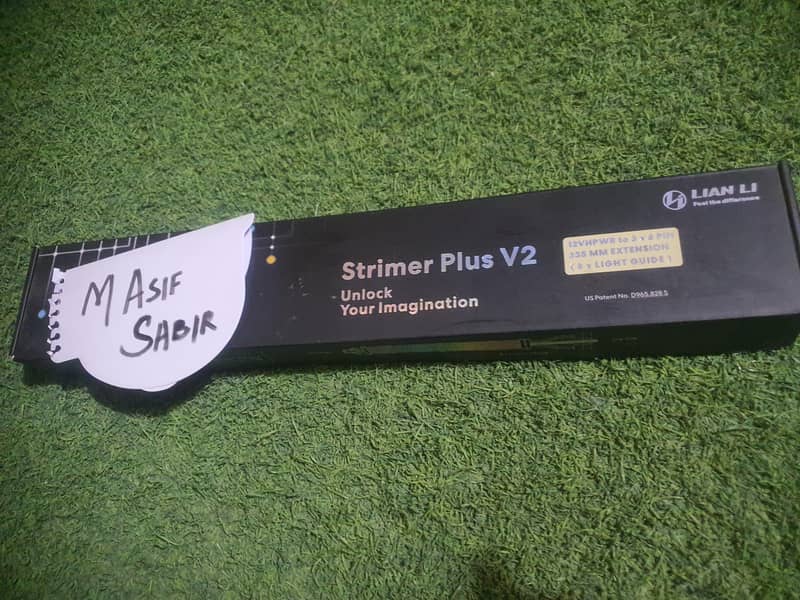 M ASIF
SABIR
Strimer Plus V2
Unlock
Your Imagination
12VHPWR to 3 x 8 PIN
335 MM EXTENSION
( 8 x LIGHT GUIDE )
LIAN LI
Feel the difference
US Patent No. D965,828 S